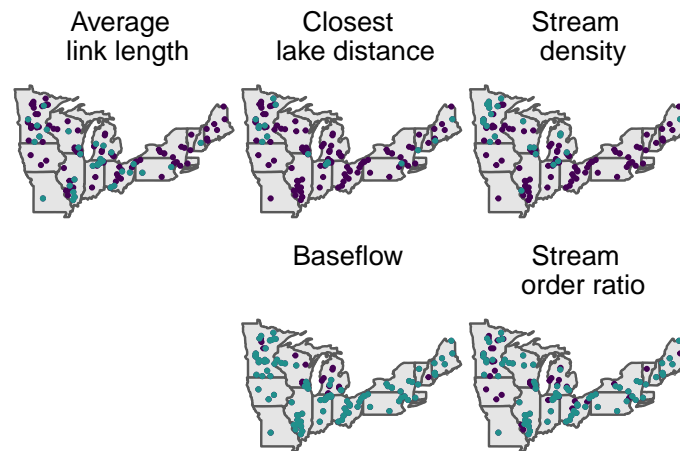 Average
link length
Closest
lake distance
Stream
density
Baseflow
Stream
order ratio